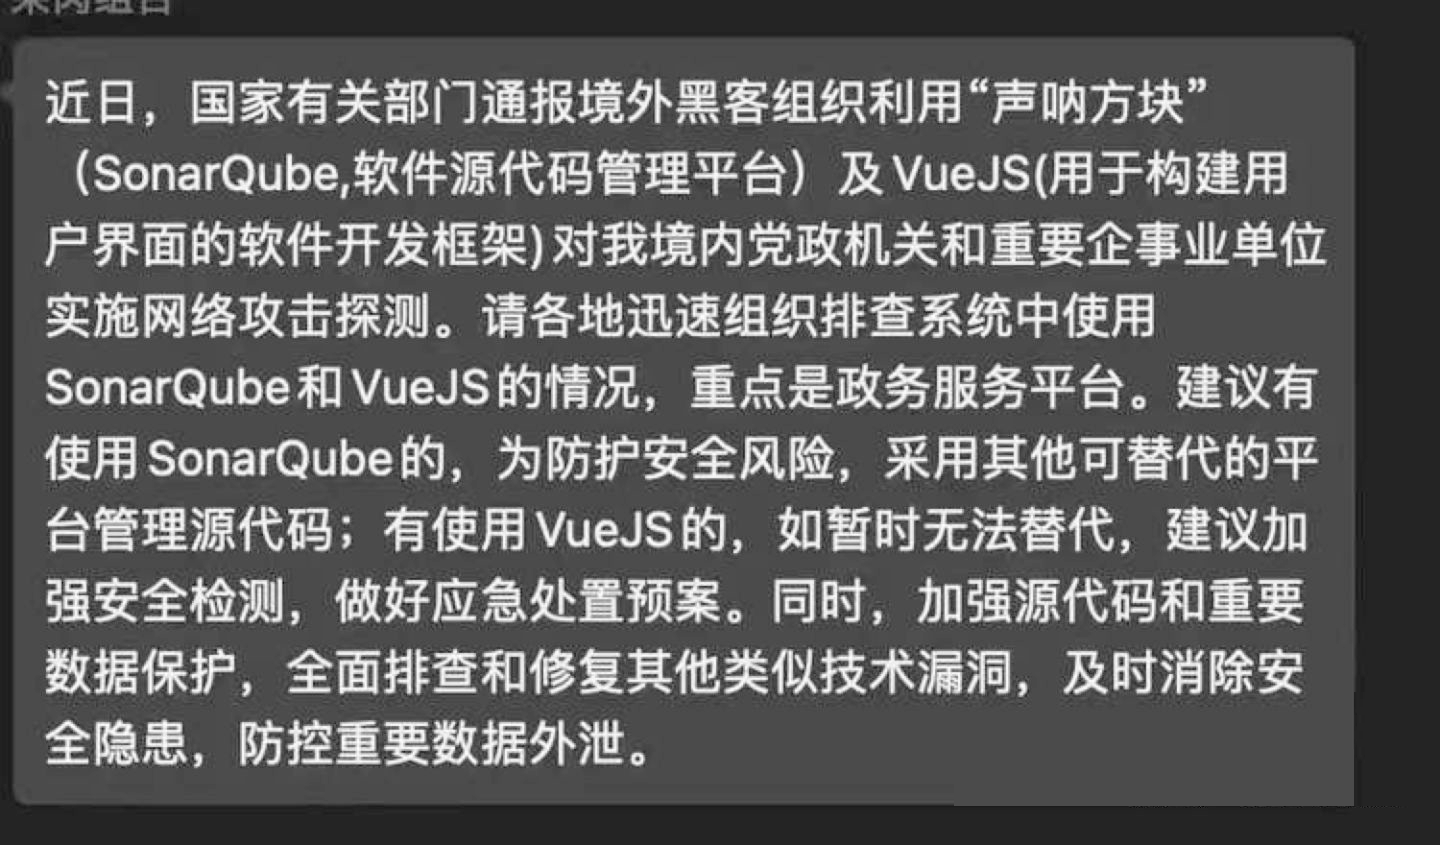 近日，国家有关部门通报境外黑客组织利用“声呐方块”
（SonarQube,软件源代码管理平台）及VueJS(用于构建用
户界面的软件开发框架)对我境内党政机关和重要企事业单位
实施网络攻击探测。请各地迅速组织排查系统中使用
SonarQube和VueJS的情况，重点是政务服务平台。建议有
使用SonarQube的，为防护安全风险，采用其他可替代的平
台管理源代码；有使用VueJS的，如暂时无法替代，建议加
强安全检测，做好应急处置预案。同时，加强源代码和重要
数据保护，全面排查和修复其他类似技术漏洞，及时消除安
全隐患，防控重要数据外泄。